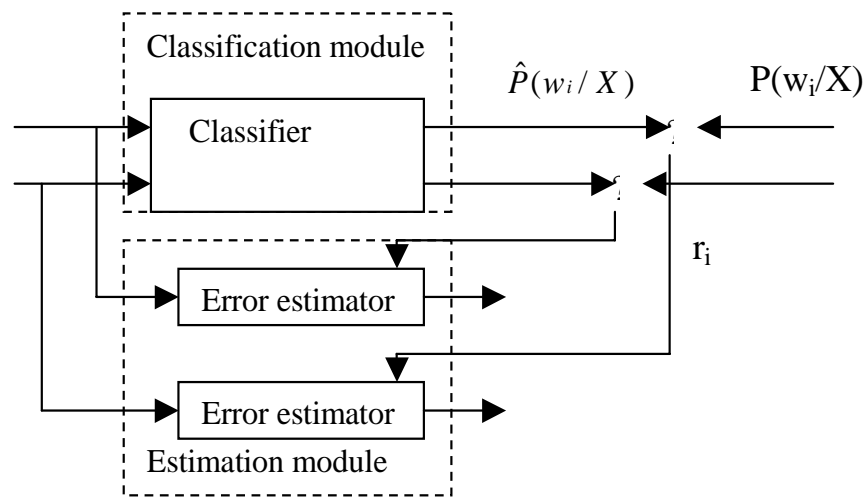 Classification module
P̂(wᵢ/ X)
P(wᵢ/X)
Classifier
rᵢ
Error estimator
Error estimator
Estimation module